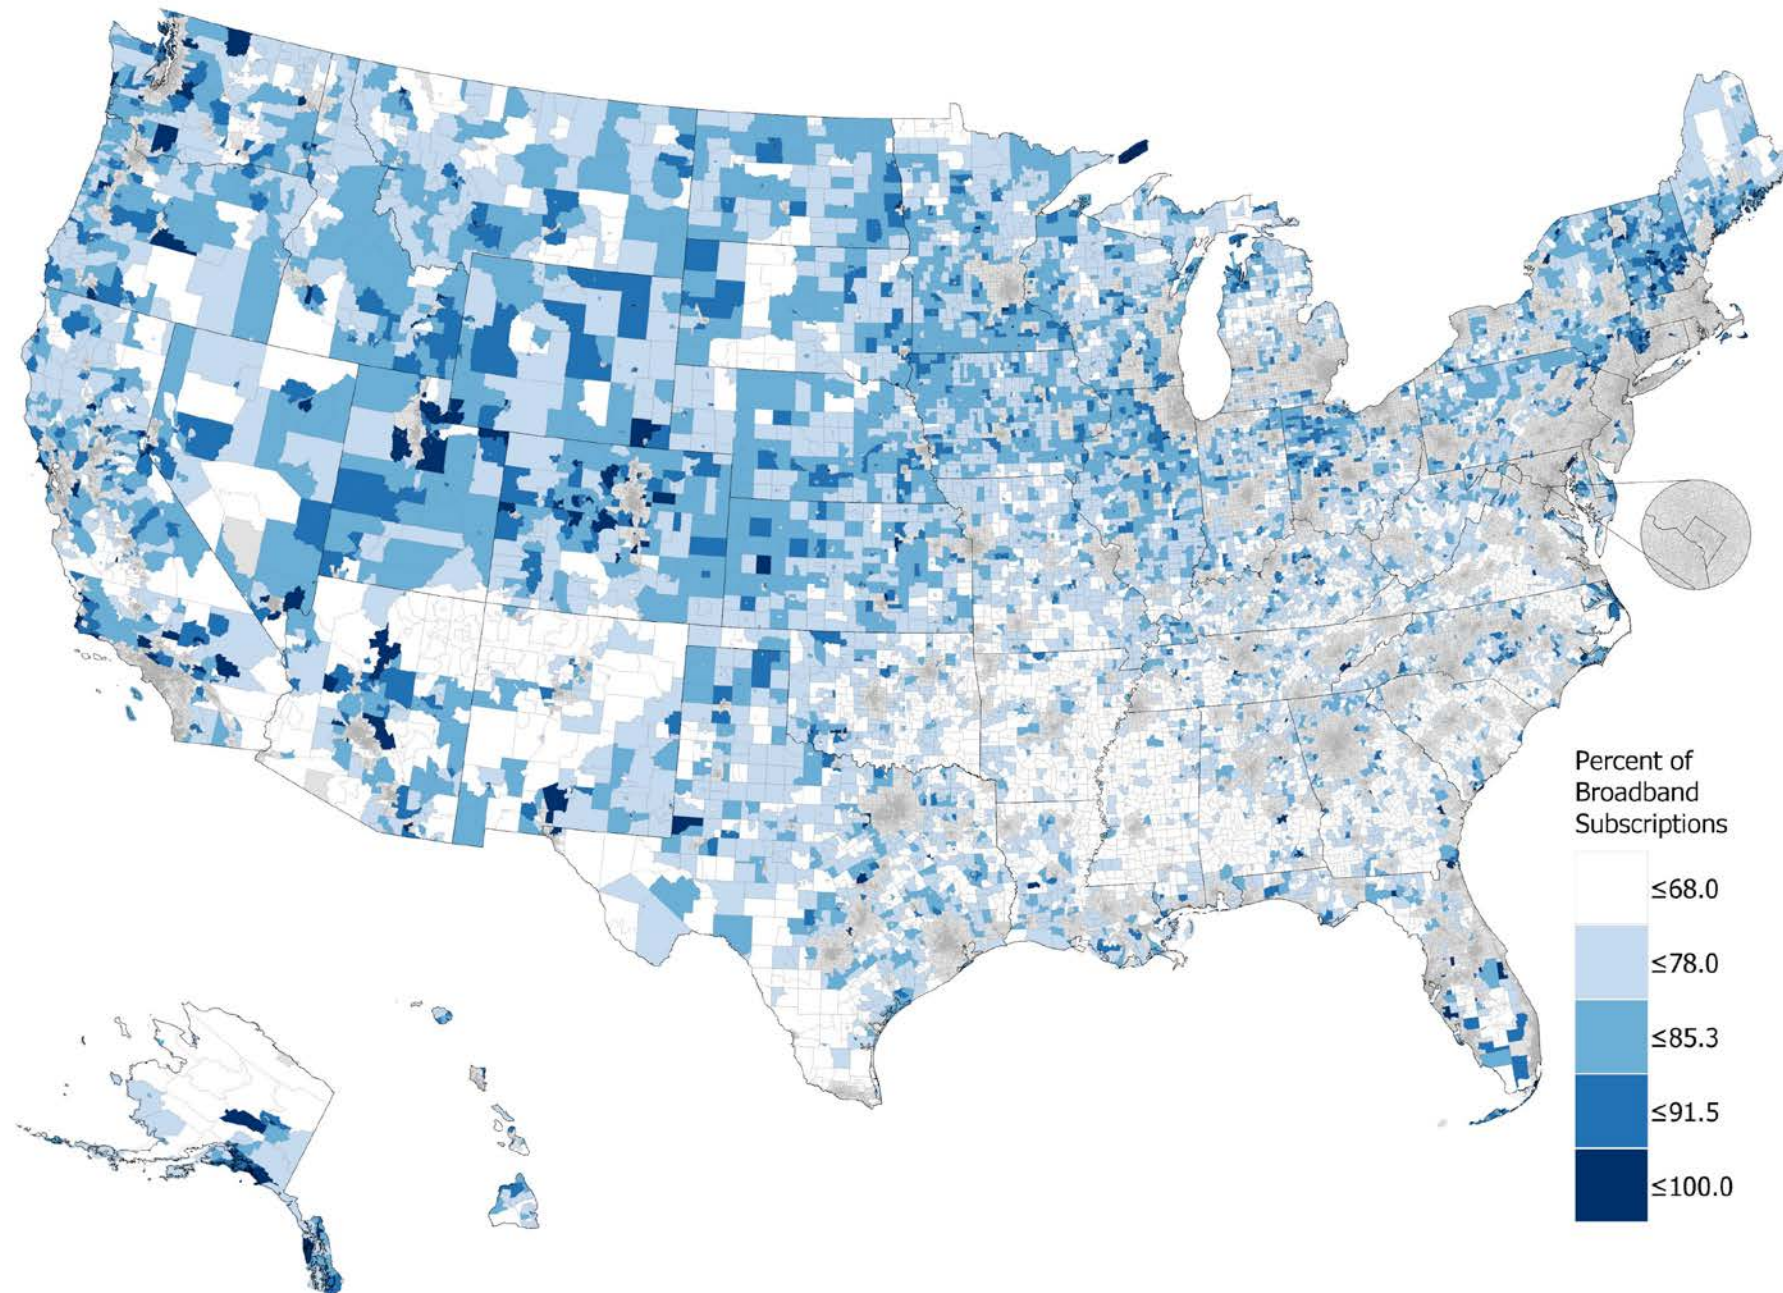 Percent of
Broadband
Subscriptions
≤68.0
≤78.0
≤85.3
≤91.5
≤100.0